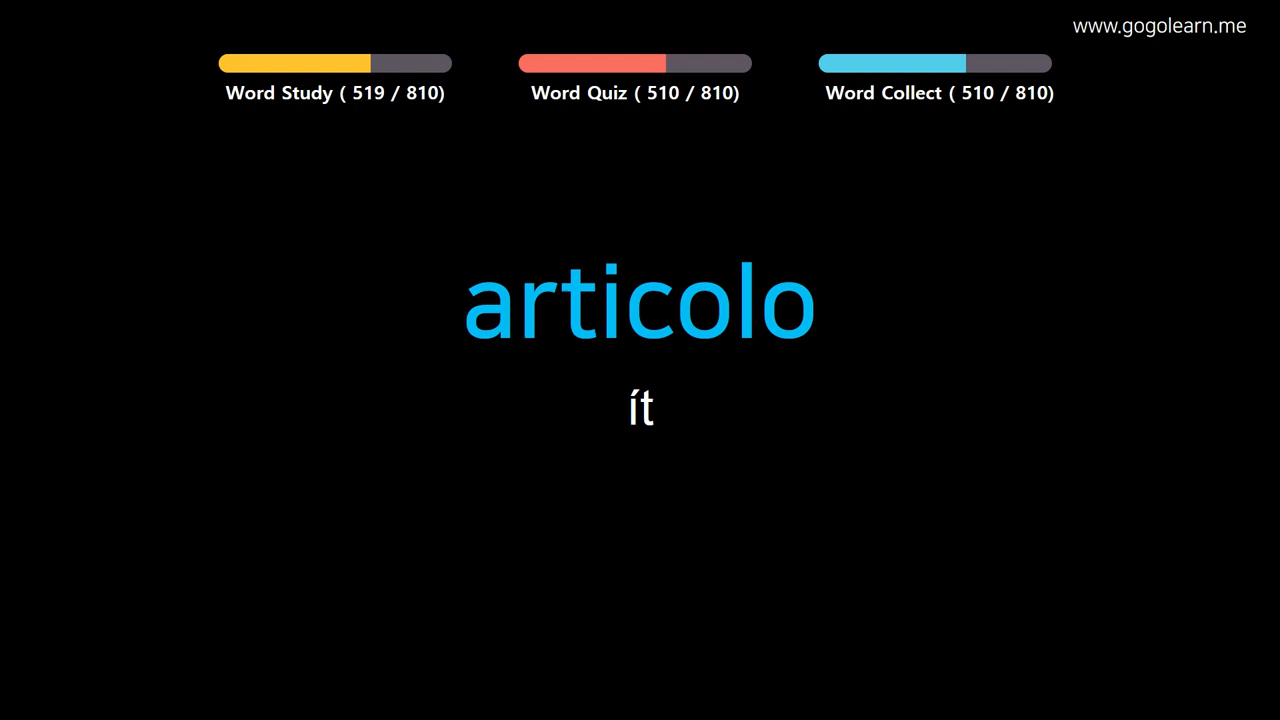 www.gogolearn.me
Word Study ( 519 / 810)
Word Quiz ( 510 / 810)
Word Collect ( 510 / 810)
articolo
ít